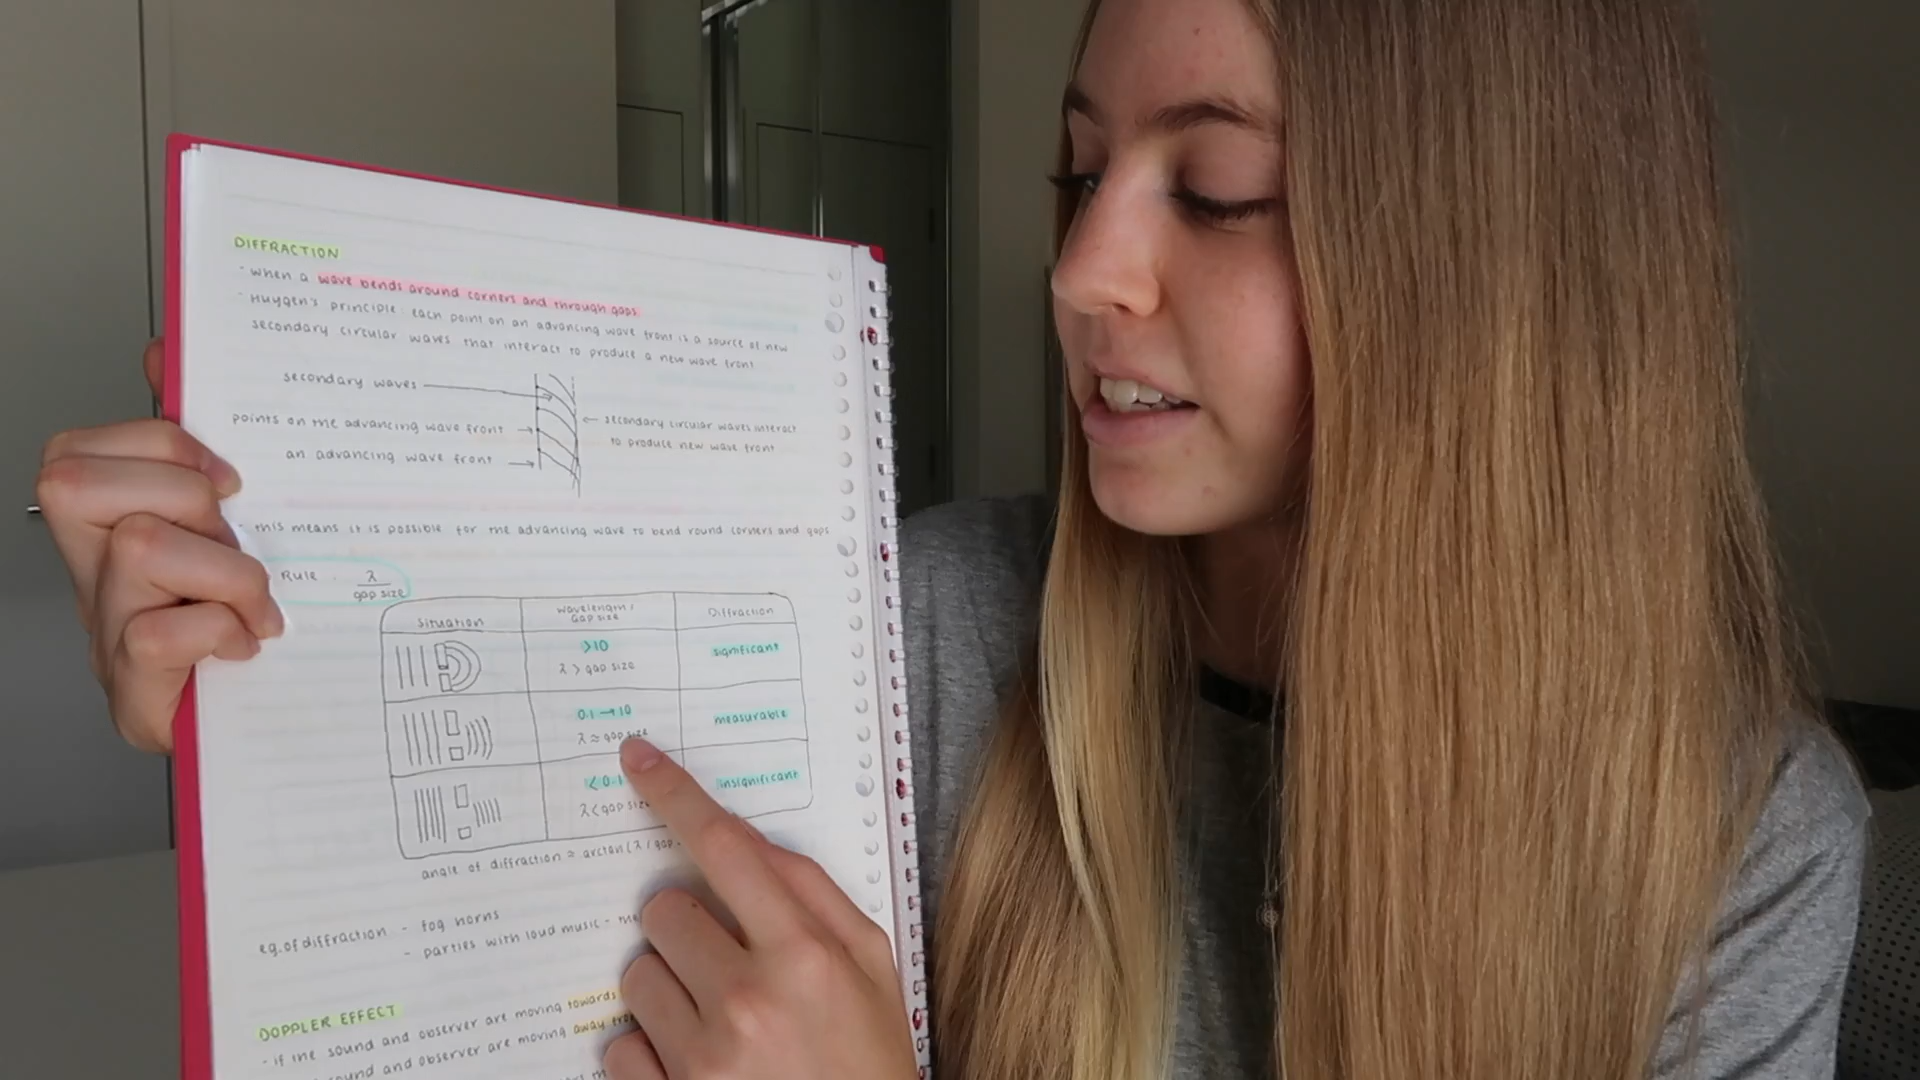 DIFFRACTION
- when a wave bends around corners and through gaps
- Huygen's principle: each point on an advancing wave front is a source of new
secondary circular waves that interact to produce a new wave front
secondary waves
points on the advancing wave front
an advancing wave front
secondary circular waves interact
to produce new wave front
- this means it is possible for the advancing wave to bend round corners and gaps
Rule : λ
gap size
Situation
wavelength /
Gap size
Diffraction
>10
λ > gap size
significant
0.1 → 10
λ ≈ gap size
measurable
< 0.1
λ < gap size
insignificant
angle of diffraction = arctan (λ / gap
eg. of diffraction - fog horns
- parties with loud music -
DOPPLER EFFECT
- if the sound and observer are moving towards
sound and observer are moving away